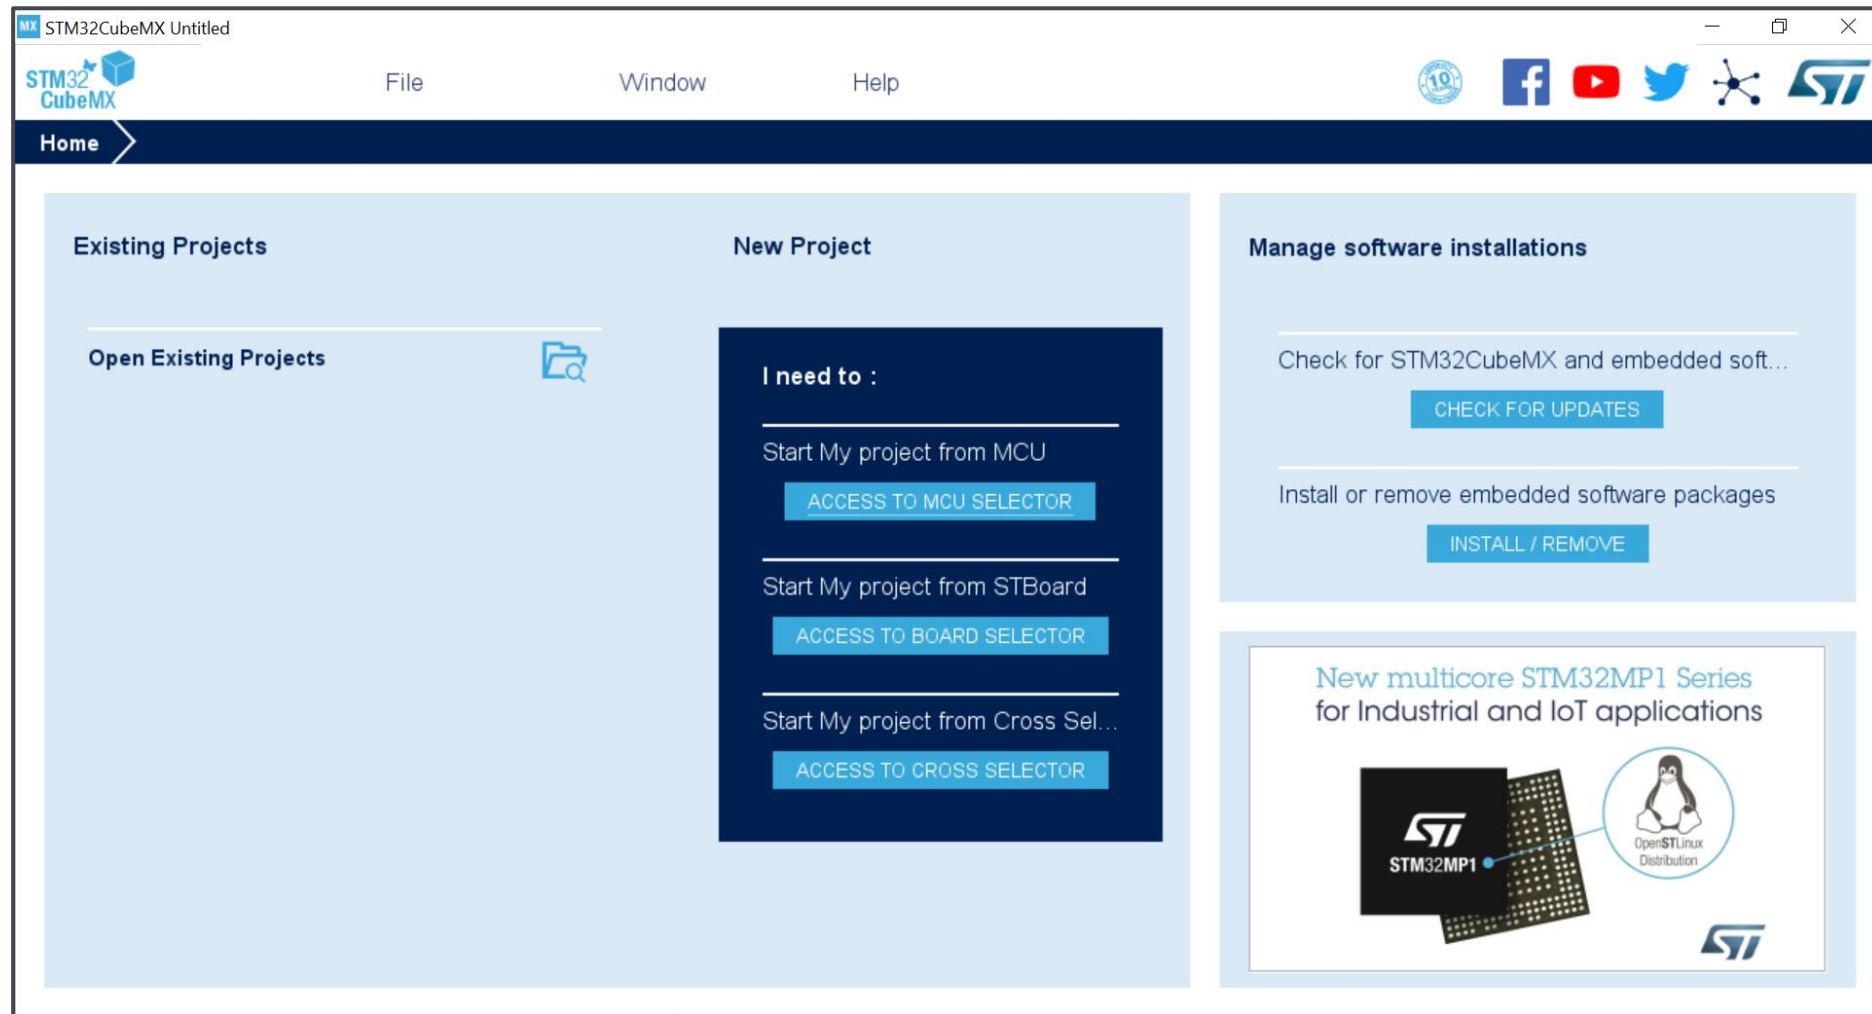 MX STM32CubeMX Untitled
STM32
CubeMX
File
Window
Help
10
Home
Existing Projects
Open Existing Projects
New Project
I need to :
Start My project from MCU
ACCESS TO MCU SELECTOR
Start My project from STBoard
ACCESS TO BOARD SELECTOR
Start My project from Cross Sel...
ACCESS TO CROSS SELECTOR
Manage software installations
Check for STM32CubeMX and embedded soft...
CHECK FOR UPDATES
Install or remove embedded software packages
INSTALL / REMOVE
New multicore STM32MP1 Series
for Industrial and IoT applications
ST
STM32MP1
OpenSTLinux
Distribution
ST